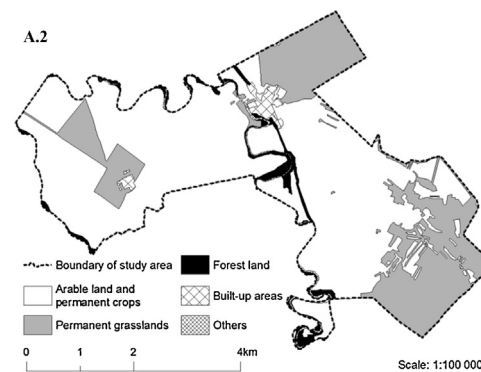 A.2
Boundary of study area
Forest land
Arable land and
permanent crops
Built-up areas
Permanent grasslands
Others
0 1 2 4km
Scale: 1:100 000